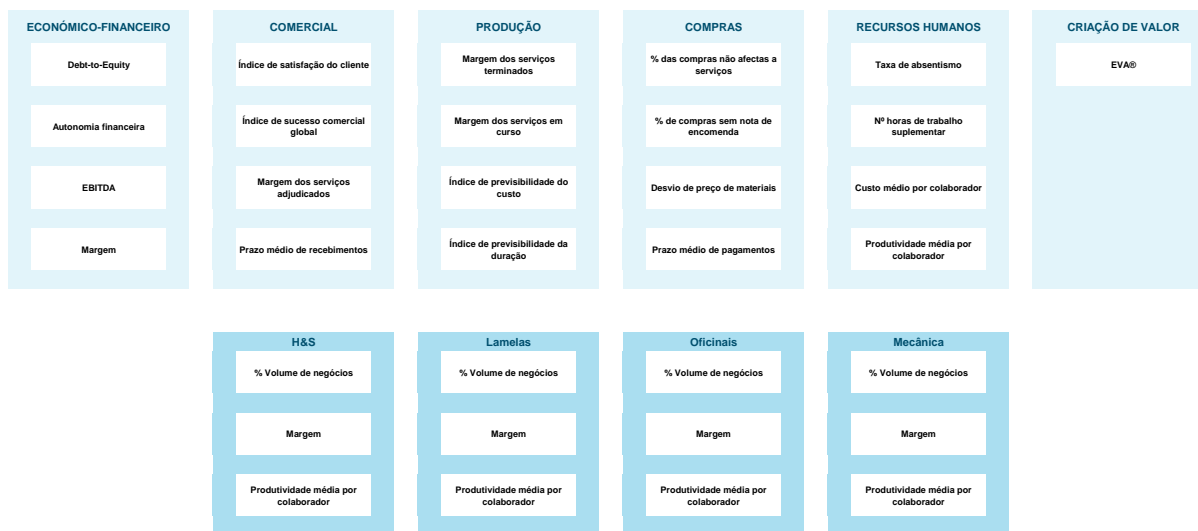 ECONÓMICO-FINANCEIRO
Debt-to-Equity
Autonomia financeira
EBITDA
Margem
COMERCIAL
Índice de satisfação do cliente
Índice de sucesso comercial
global
Margem dos serviços
adjudicados
Prazo médio de recebimentos
PRODUÇÃO
Margem dos serviços
terminados
Margem dos serviços em
curso
Índice de previsibilidade do
custo
Índice de previsibilidade da
duração
COMPRAS
% das compras não afectas a
serviços
% de compras sem nota de
encomenda
Desvio de preço de materiais
Prazo médio de pagamentos
RECURSOS HUMANOS
Taxa de absentismo
Nº horas de trabalho
suplementar
Custo médio por colaborador
Produtividade média por
colaborador
CRIAÇÃO DE VALOR
EVA®
H&S
% Volume de negócios
Margem
Produtividade média por
colaborador
Lamelas
% Volume de negócios
Margem
Produtividade média por
colaborador
Oficinais
% Volume de negócios
Margem
Produtividade média por
colaborador
Mecânica
% Volume de negócios
Margem
Produtividade média por
colaborador